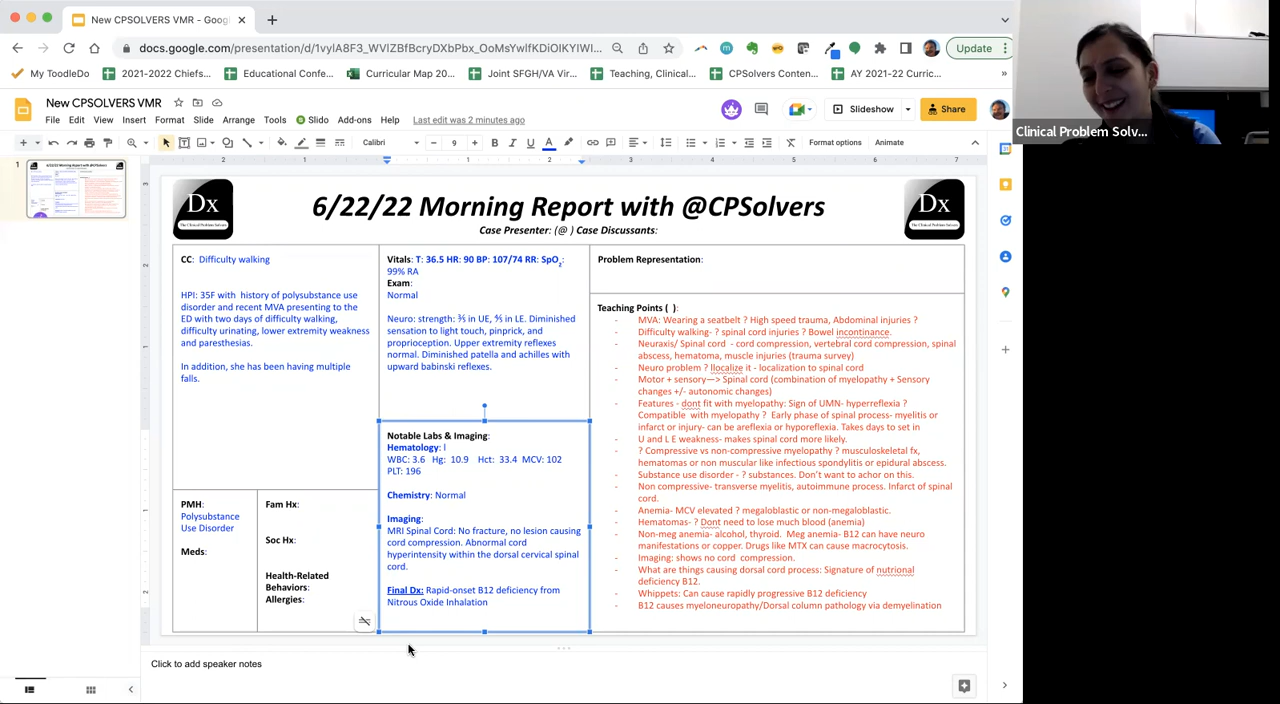 New CPSOLVERS VMR - Goog
docs.google.com/presentation/d/1vylA8F3_WVlZBfBcryDXbPbx_OoMsYwlfKDiOlKYIWI...
Update
My ToodleDo
2021-2022 Chiefs...
Educational Confe...
Curricular Map 20...
Joint SFGH/VA Vir...
Teaching, Clinical...
CPSolvers Conten...
AY 2021-22 Curric...
»
New CPSOLVERS VMR
Slideshow
Share
File Edit View Insert Format Slide Arrange Tools Slido Add-ons Help Last edit was 2 minutes ago
Calibri
9
Format options
Animate
Clinical Problem Solv...
1
Dx
The Clinical Problem Solvers
6/22/22 Morning Report with @CPSolvers
Case Presenter: (@ ) Case Discussants:
Dx
The Clinical Problem Solvers
CC: Difficulty walking
HPI: 35F with history of polysubstance use
disorder and recent MVA presenting to the
ED with two days of difficulty walking,
difficulty urinating, lower extremity weakness
and paresthesias.
In addition, she has been having multiple
falls.
PMH:
Polysubstance
Use Disorder
Meds:
Fam Hx:
Soc Hx:
Health-Related
Behaviors:
Allergies:
Vitals: T: 36.5 HR: 90 BP: 107/74 RR: SpO2:
99% RA
Exam:
Normal
Neuro: strength: ⅗ in UE, ⅘ in LE. Diminished
sensation to light touch, pinprick, and
proprioception. Upper extremity reflexes
normal. Diminished patella and achilles with
upward babinski reflexes.
Notable Labs & Imaging:
Hematology:
WBC: 3.6 Hg: 10.9 Hct: 33.4 MCV: 102
PLT: 196
Chemistry: Normal
Imaging:
MRI Spinal Cord: No fracture, no lesion causing
cord compression. Abnormal cord
hyperintensity within the dorsal cervical spinal
cord.
Final Dx: Rapid-onset B12 deficiency from
Nitrous Oxide Inhalation
Problem Representation:
Teaching Points ( ):
- MVA: Wearing a seatbelt ? High speed trauma, Abdominal injuries ?
- Difficulty walking- ? spinal cord injuries ? Bowel incontinance.
- Neuraxis/ Spinal cord - cord compression, vertebral cord compression, spinal
abscess, hematoma, muscle injuries (trauma survey)
- Neuro problem ? llocalize it - localization to spinal cord
- Motor + sensory—> Spinal cord (combination of myelopathy + Sensory
changes +/- autonomic changes)
- Features - dont fit with myelopathy: Sign of UMN- hyperreflexia ?
- Compatible with myelopathy ? Early phase of spinal process- myelitis or
infarct or injury- can be areflexia or hyporeflexia. Takes days to set in
- U and L E weakness- makes spinal cord more likely.
- ? Compressive vs non-compressive myelopathy ? musculoskeletal fx,
hematomas or non muscular like infectious spondylitis or epidural abscess.
- Substance use disorder - ? substances. Don't want to achor on this.
- Non compressive- transverse myelitis, autoimmune process. Infarct of spinal
cord.
- Anemia- MCV elevated ? megaloblastic or non-megaloblastic.
- Hematomas- ? Dont need to lose much blood (anemia)
- Non-meg anemia- alcohol, thyroid. Meg anemia- B12 can have neuro
manifestations or copper. Drugs like MTX can cause macrocytosis.
- Imaging: shows no cord compression.
- What are things causing dorsal cord process: Signature of nutrional
deficiency B12.
- Whippets: Can cause rapidly progressive B12 deficiency
- B12 causes myeloneuropathy/Dorsal column pathology via demyelination
Click to add speaker notes